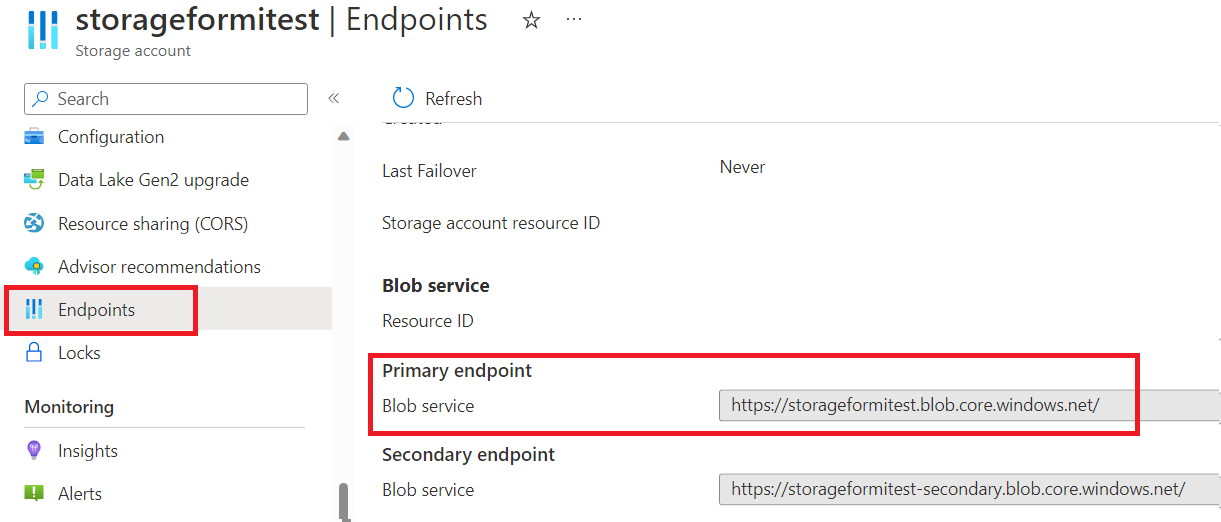 storageformitest | Endpoints
Storage account
Search
Refresh
Configuration
Data Lake Gen2 upgrade
Resource sharing (CORS)
Advisor recommendations
Endpoints
Locks
Monitoring
Insights
Alerts
Created
Last Failover
Never
Storage account resource ID
Blob service
Resource ID
Primary endpoint
Blob service
https://storageformitest.blob.core.windows.net/
Secondary endpoint
Blob service
https://storageformitest-secondary.blob.core.windows.net/